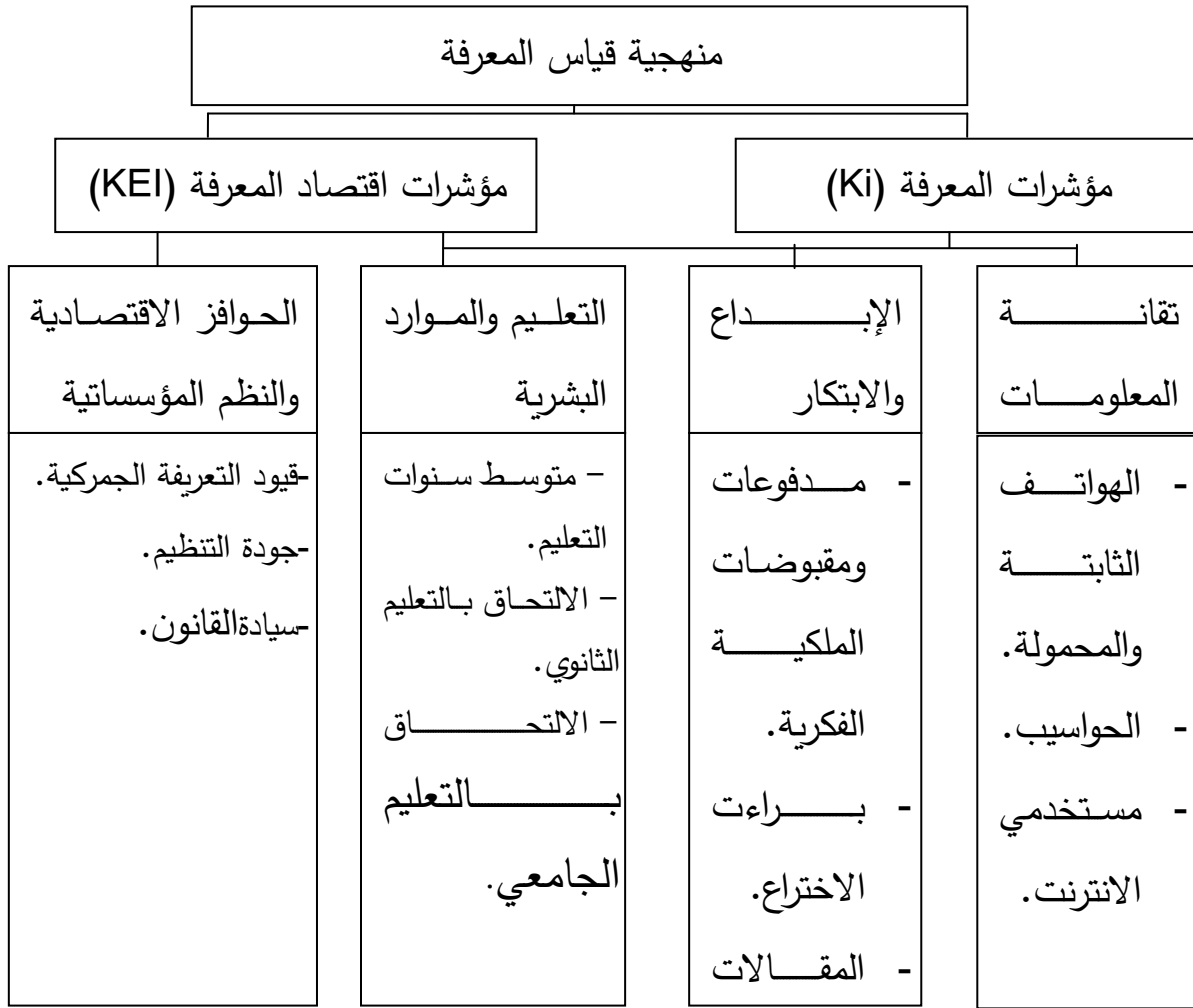 منهجية قياس المعرفة
مؤشرات المعرفة (Ki)
مؤشرات اقتصاد المعرفة (KEI)
تقانة
المعلومات
- الهواتف
الثابتة
والمحمولة.
- الحواسيب.
- مستخدمي
الانترنت.
الإبداع
والابتكار
- مدفوعات
ومقبوضات
الملكية
الفكرية.
- براءت
الاختراع.
- المقالات
التعليم والموارد
البشرية
– متوسط سنوات
التعليم.
– الالتحاق بالتعليم
الثانوي.
– الالتحاق
بالتعليم
الجامعي.
الحوافز الاقتصادية
والنظم المؤسساتية
-قيود التعريفة الجمركية.
-جودة التنظيم.
-سيادةالقانون.